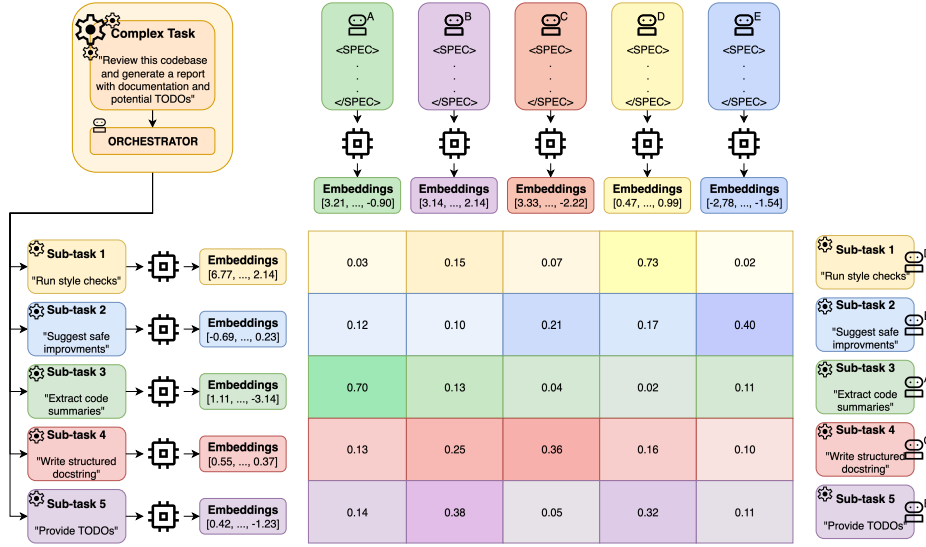 Complex Task
"Review this codebase
and generate a report
with documentation and
potential TODOs"
ORCHESTRATOR
A
<SPEC>
.
.
.
</SPEC>
B
<SPEC>
.
.
.
</SPEC>
C
<SPEC>
.
.
.
</SPEC>
D
<SPEC>
.
.
.
</SPEC>
E
<SPEC>
.
.
.
</SPEC>
Embeddings
[3.21, ..., -0.90]
Embeddings
[3.14, ..., 2.14]
Embeddings
[3.33, ..., -2.22]
Embeddings
[0.47, ..., 0.99]
Embeddings
[-2,78, ..., -1.54]
Sub-task 1
"Run style checks"
Embeddings
[6.77, ..., 2.14]
0.03 0.15 0.07 0.73 0.02
Sub-task 1
"Run style checks"
Sub-task 2
"Suggest safe
improvments"
Embeddings
[-0.69, ..., 0.23]
0.12 0.10 0.21 0.17 0.40
Sub-task 2
"Suggest safe
improvments"
Sub-task 3
"Extract code
summaries"
Embeddings
[1.11, ..., -3.14]
0.70 0.13 0.04 0.02 0.11
Sub-task 3
"Extract code
summaries"
Sub-task 4
"Write structured
docstring"
Embeddings
[0.55, ..., 0.37]
0.13 0.25 0.36 0.16 0.10
Sub-task 4
"Write structured
docstring"
Sub-task 5
"Provide TODOs"
Embeddings
[0.42, ..., -1.23]
0.14 0.38 0.05 0.32 0.11
Sub-task 5
"Provide TODOs"